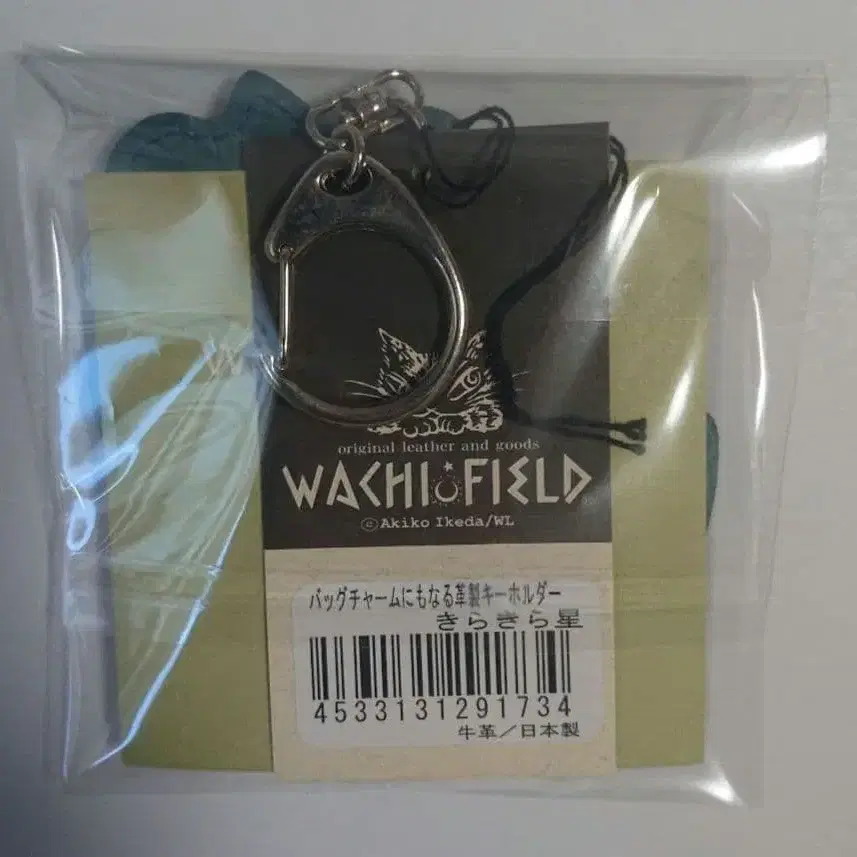 original leather and goods
WACHI FIELD
©Akiko Ikeda/WL
バッグチャームにもなる革製キーホルダー
きらきら星
4533131291734
牛革／日本製